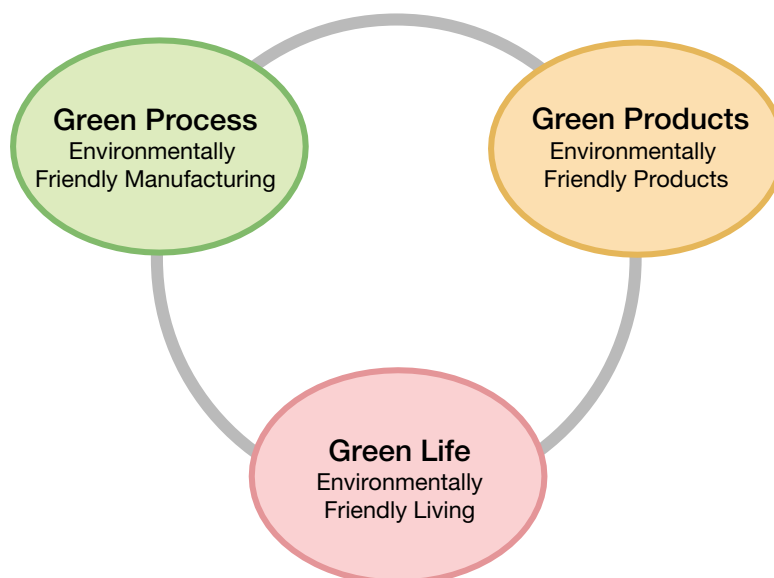 Green Process
Environmentally
Friendly Manufacturing
Green Products
Environmentally
Friendly Products
Green Life
Environmentally
Friendly Living